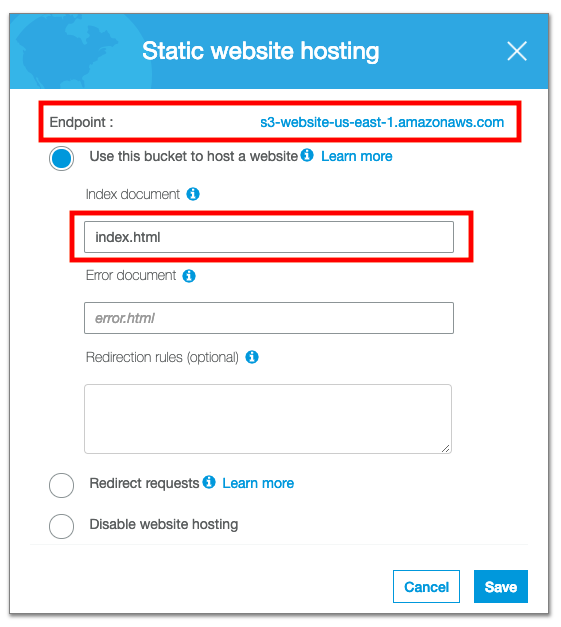 Static website hosting
Endpoint : s3-website-us-east-1.amazonaws.com
Use this bucket to host a website Learn more
Index document
index.html
Error document
error.html
Redirection rules (optional)
Redirect requests Learn more
Disable website hosting
Cancel Save